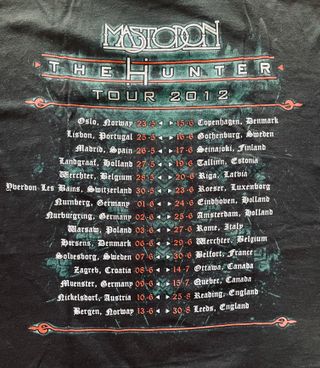 MASTODON
THE HUNTER
TOUR 2012
Oslo, Norway 23-5 15-6 Copenhagen, Denmark
Lisbon, Portugal 25-5 16-6 Gothenburg, Sweden
Madrid, Spain 26-5 17-6 Seinajoki, Finland
Landgraaf, Holland 27-5 19-6 Tallinn, Estonia
Werchter, Belgium 28-5 20-6 Riga, Latvia
Yverdon-Les Bains, Switzerland 30-5 23-6 Roeser, Luxenborg
Nurnberg, Germany 01-6 24-6 Eindhoven, Holland
Nurburgring, Germany 02-6 25-6 Amsterdam, Holland
Warsaw, Poland 03-6 27-6 Rome, Italy
Horsens, Denmark 06-6 29-6 Werchter, Belgium
Solvesborg, Sweden 07-6 30-6 Belfort, France
Zagreb, Croatia 08-6 14-7 Ottawa, Canada
Muenster, Germany 09-6 15-7 Quebec, Canada
Nickelsdorf, Austria 10-6 25-8 Reading, England
Bergen, Norway 13-6 30-8 Leeds, England